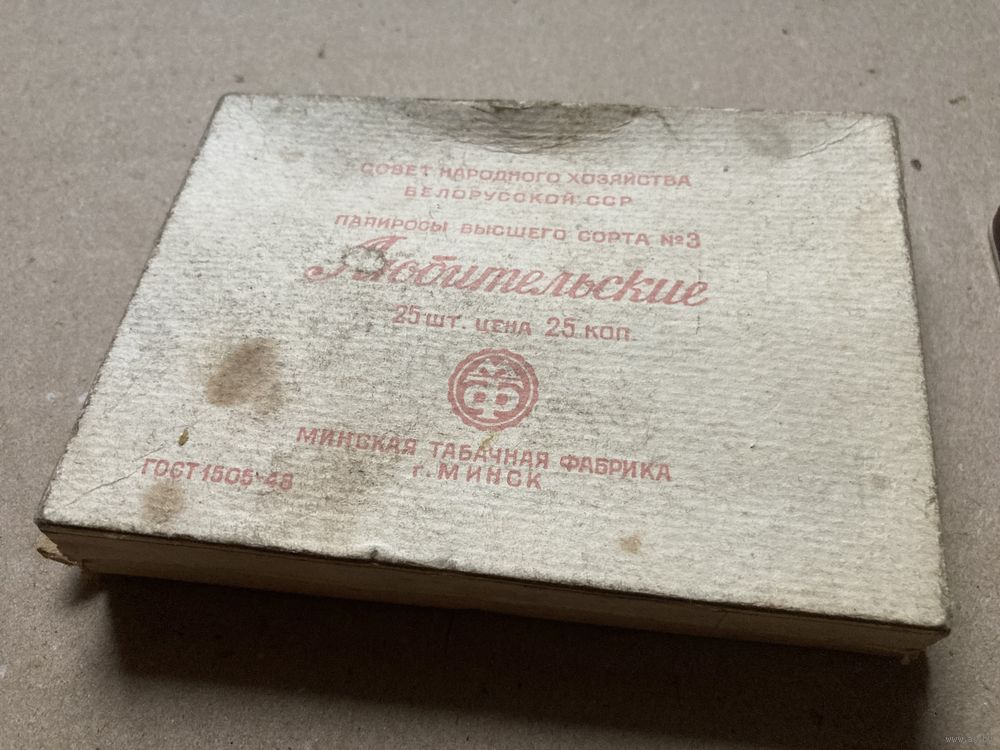 СОВЕТ НАРОДНОГО ХОЗЯЙСТВА
БЕЛОРУССКОЙ ССР
ПАПИРОСЫ ВЫСШЕГО СОРТА №3
Любительские
25 ШТ. ЦЕНА 25 КОП.
МТФ
МИНСКАЯ ТАБАЧНАЯ ФАБРИКА
г. МИНСК
ГОСТ 1505-48